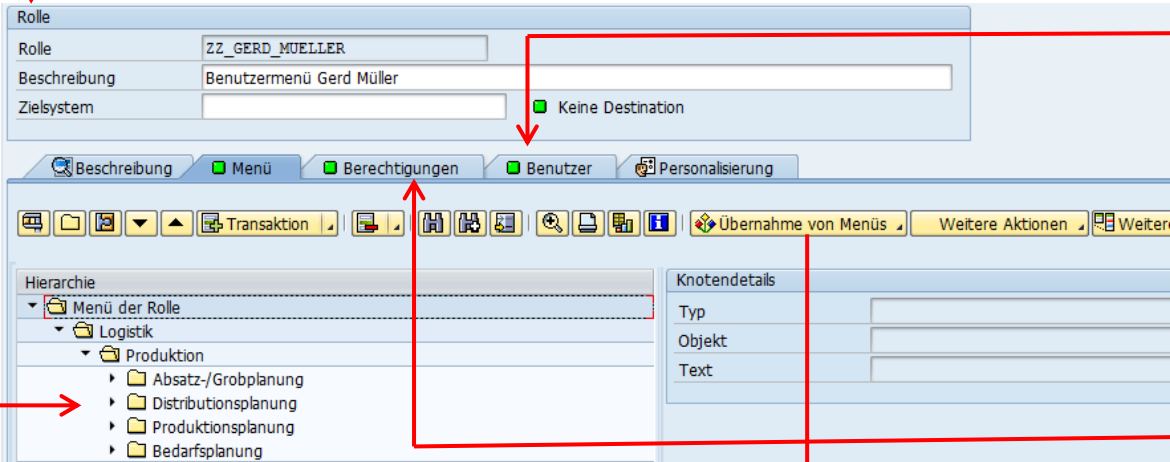 Rolle
Rolle ZZ_GERD_MUELLER
Beschreibung Benutzermenü Gerd Müller
Zielsystem Keine Destination
Beschreibung Menü Berechtigungen Benutzer Personalisierung
Transaktion Übernahme von Menüs Weitere Aktionen Weitere
Hierarchie
Menü der Rolle
Logistik
Produktion
Absatz-/Grobplanung
Distributionsplanung
Produktionsplanung
Bedarfsplanung
Knotendetails
Typ
Objekt
Text